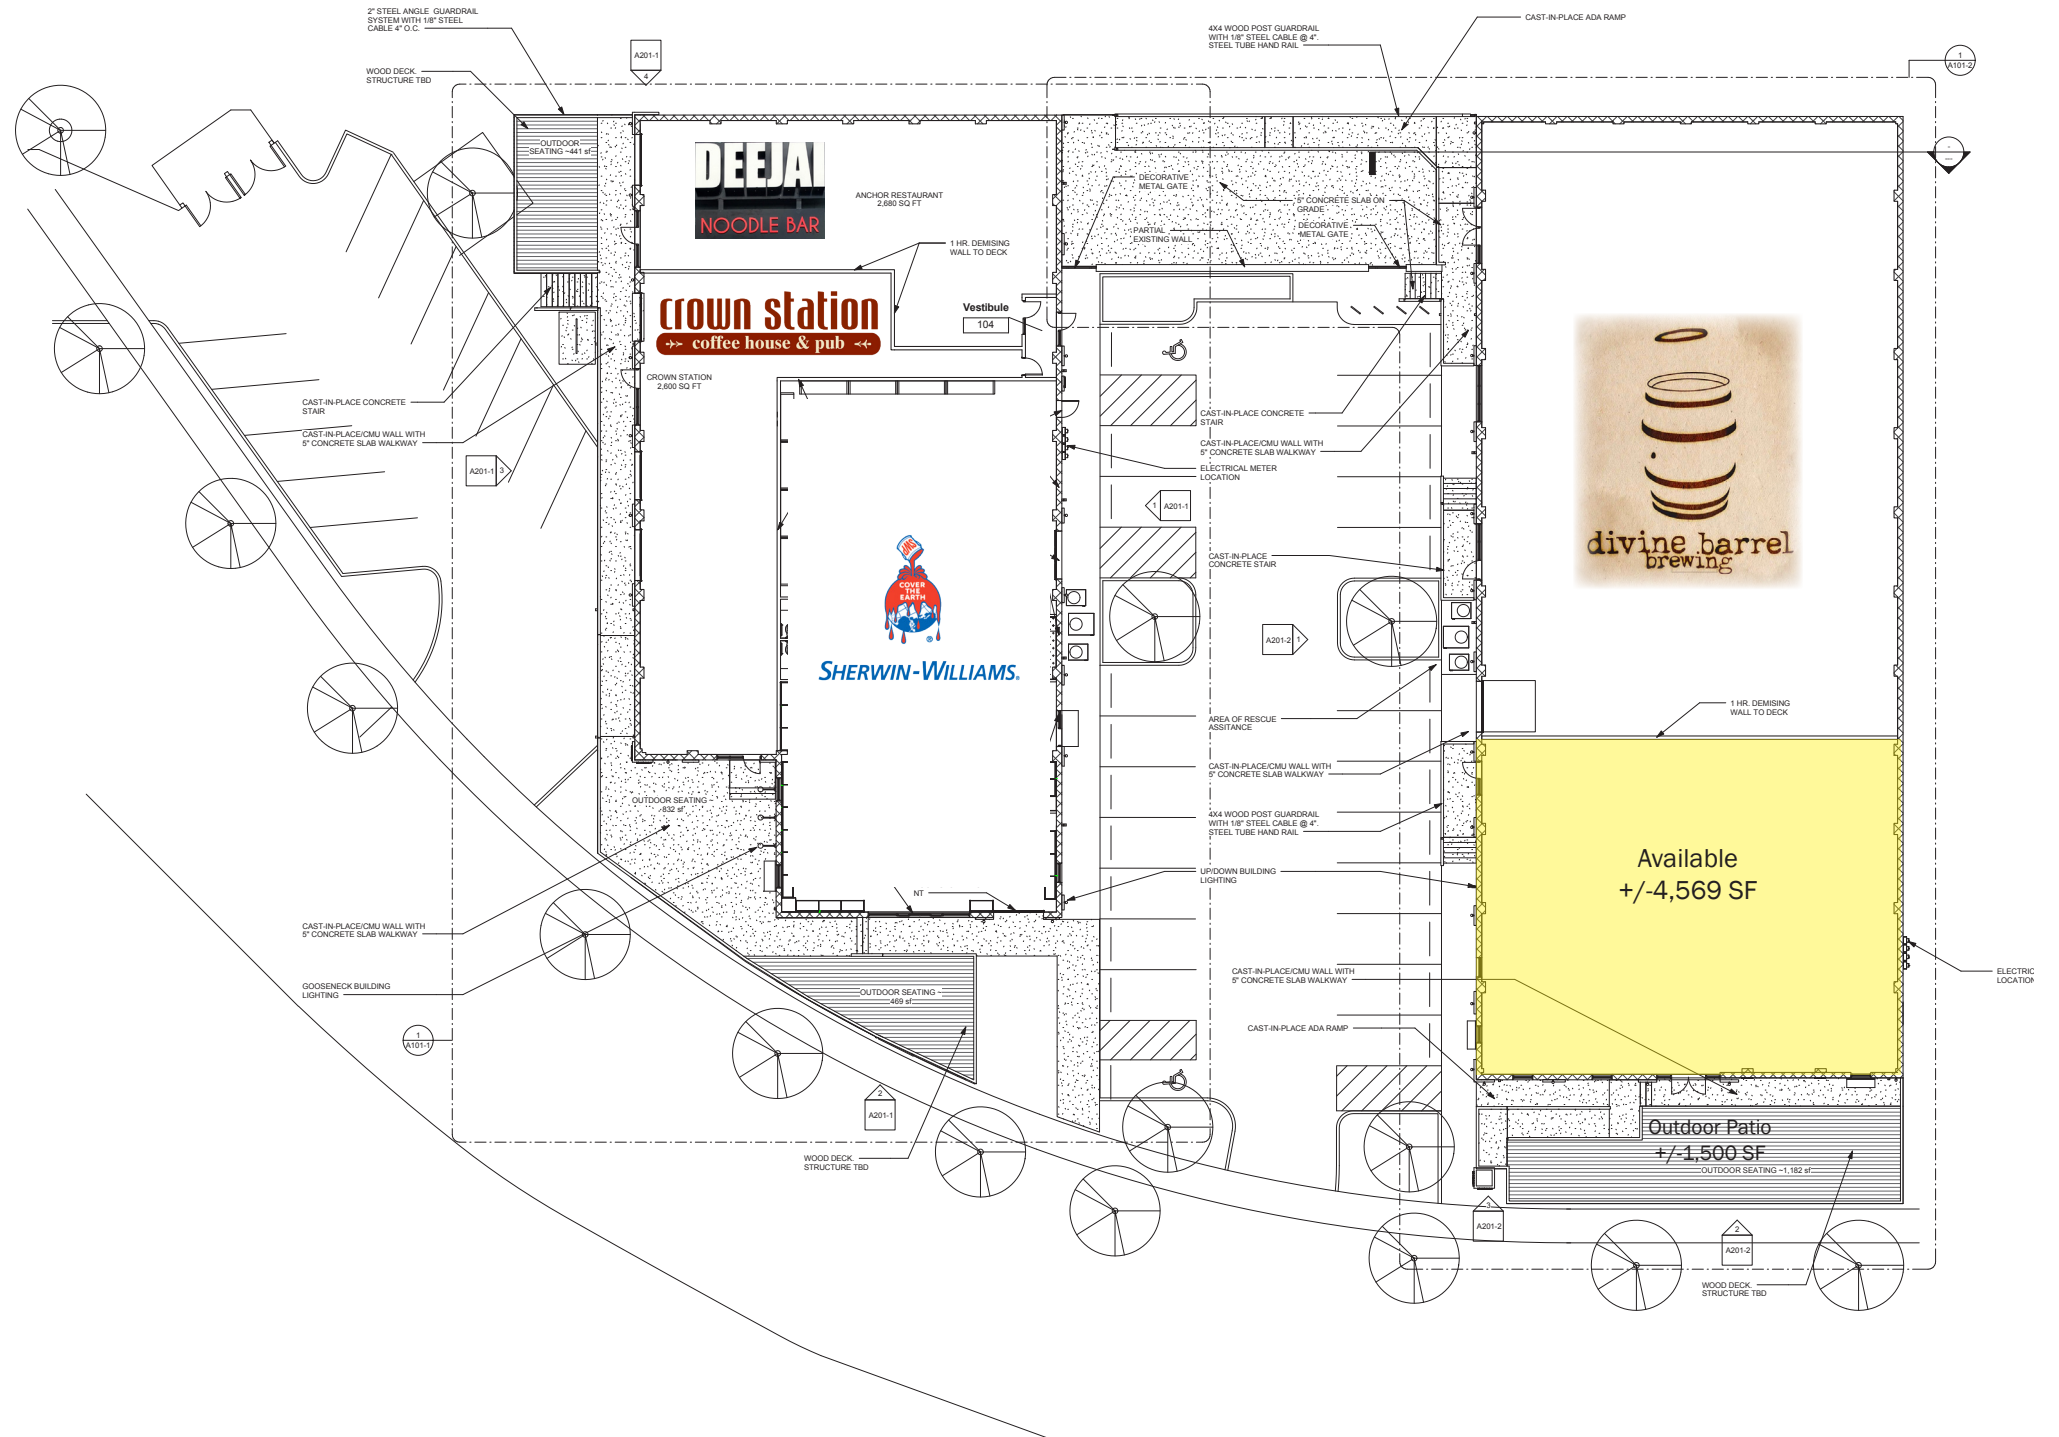 2" STEEL ANGLE GUARDRAIL
SYSTEM WITH 1/8" STEEL
CABLE 4" O.C.
WOOD DECK.
STRUCTURE TBD
A201-1
4
4X4 WOOD POST GUARDRAIL
WITH 1/8" STEEL CABLE @ 4".
STEEL TUBE HAND RAIL
CAST-IN-PLACE ADA RAMP
1
A101-2
OUTDOOR
SEATING ~441 sf
DEEJAI
NOODLE BAR
ANCHOR RESTAURANT
2,680 SQ FT
1 HR. DEMISING
WALL TO DECK
DECORATIVE
METAL GATE
5" CONCRETE SLAB ON
GRADE
PARTIAL
EXISTING WALL
DECORATIVE
METAL GATE
crown station
coffee house & pub
Vestibule
104
CROWN STATION
2,600 SQ FT
CAST-IN-PLACE CONCRETE
STAIR
CAST-IN-PLACE/CMU WALL WITH
5" CONCRETE SLAB WALKWAY
A201-1
3
CAST-IN-PLACE CONCRETE
STAIR
CAST-IN-PLACE/CMU WALL WITH
5" CONCRETE SLAB WALKWAY
ELECTRICAL METER
LOCATION
1
A201-1
CAST-IN-PLACE
CONCRETE STAIR
divine barrel
brewing
SWP
COVER
THE
EARTH
®
SHERWIN-WILLIAMS.
A201-2
1
AREA OF RESCUE
ASSITANCE
1 HR. DEMISING
WALL TO DECK
CAST-IN-PLACE/CMU WALL WITH
5" CONCRETE SLAB WALKWAY
OUTDOOR SEATING ~
832 sf
4X4 WOOD POST GUARDRAIL
WITH 1/8" STEEL CABLE @ 4".
STEEL TUBE HAND RAIL
Available
+/-4,569 SF
UP/DOWN BUILDING
LIGHTING
NT
CAST-IN-PLACE/CMU WALL WITH
5" CONCRETE SLAB WALKWAY
GOOSENECK BUILDING
LIGHTING
OUTDOOR SEATING ~
469 sf
CAST-IN-PLACE/CMU WALL WITH
5" CONCRETE SLAB WALKWAY
ELECTRIC
LOCATION
1
A101-1
CAST-IN-PLACE ADA RAMP
2
A201-1
Outdoor Patio
+/-1,500 SF
OUTDOOR SEATING ~1,182 sf
WOOD DECK.
STRUCTURE TBD
3
A201-2
2
A201-2
WOOD DECK.
STRUCTURE TBD